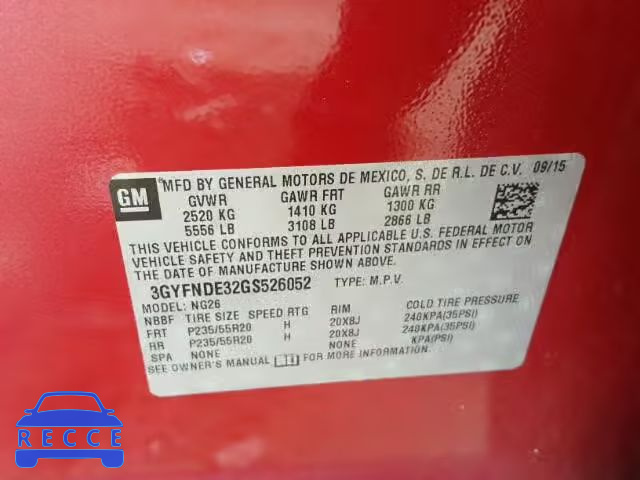 GM
MFD BY GENERAL MOTORS DE MEXICO, S. DE R.L. DE C.V. 09/15
GVWR GAWR FRT GAWR RR
2520 KG 1410 KG 1300 KG
5556 LB 3108 LB 2866 LB
THIS VEHICLE CONFORMS TO ALL APPLICABLE U.S. FEDERAL MOTOR
VEHICLE SAFETY AND THEFT PREVENTION STANDARDS IN EFFECT
ON THE DATE OF MANUFACTURE SHOWN ABOVE.
3GYFNDE32GS526052 TYPE: M.P.V.
MODEL: NG26
NBBF TIRE SIZE SPEED RTG RIM COLD TIRE PRESSURE
FRT P235/55R20 H 20X8J 240KPA(35PSI)
RR P235/55R20 H 20X8J 240KPA(35PSI)
SPA NONE NONE KPA(PSI)
SEE OWNER'S MANUAL FOR MORE INFORMATION.
RECCE